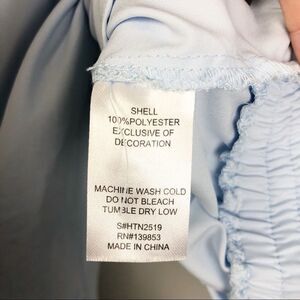 SHELL
100%POLYESTER
EXCLUSIVE OF
DECORATION
MACHINE WASH COLD
DO NOT BLEACH
TUMBLE DRY LOW
S#HTN2519
RN#139853
MADE IN CHINA